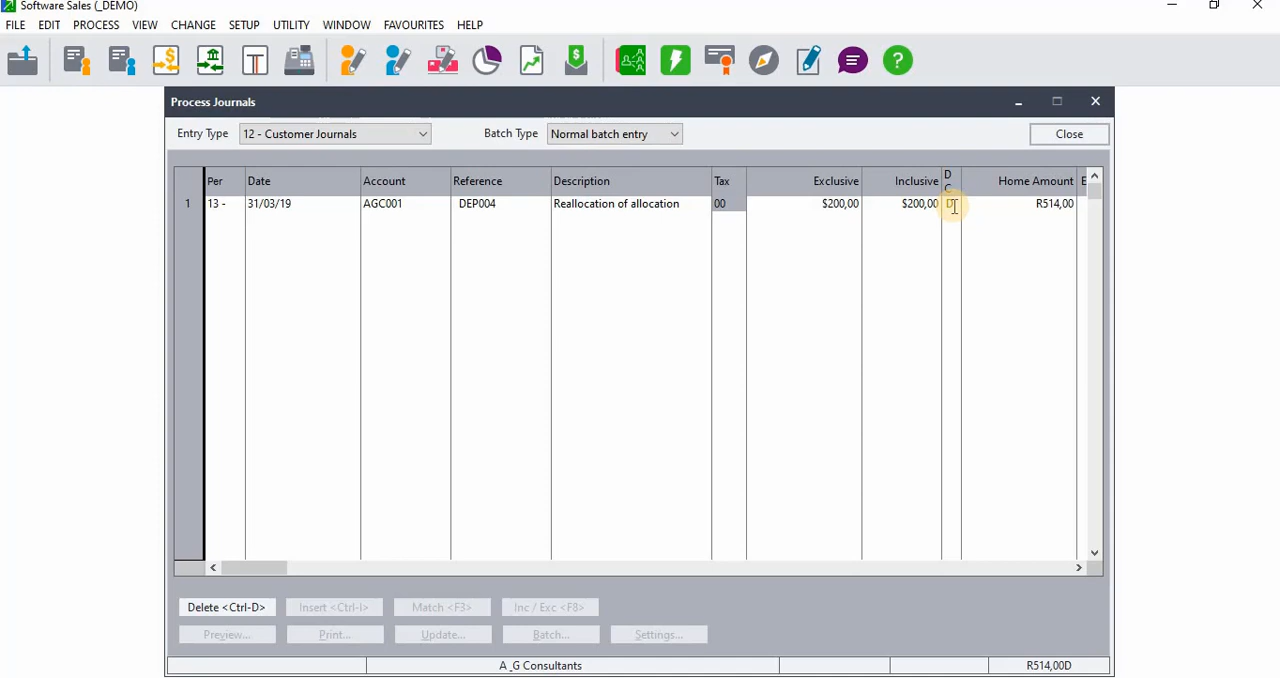 Software Sales (_DEMO)
FILE EDIT PROCESS VIEW CHANGE SETUP UTILITY WINDOW FAVOURITES HELP
Process Journals
Entry Type 12 - Customer Journals Batch Type Normal batch entry Close
Per Date Account Reference Description Tax Exclusive Inclusive D C Home Amount E
1 13 - 31/03/19 AGC001 DEP004 Reallocation of allocation 00 $200,00 $200,00 D R514,00
Delete <Ctrl-D> Insert <Ctrl-I> Match <F3> Inc / Exc <F8>
Preview... Print... Update... Batch... Settings...
A_G Consultants R514,00D